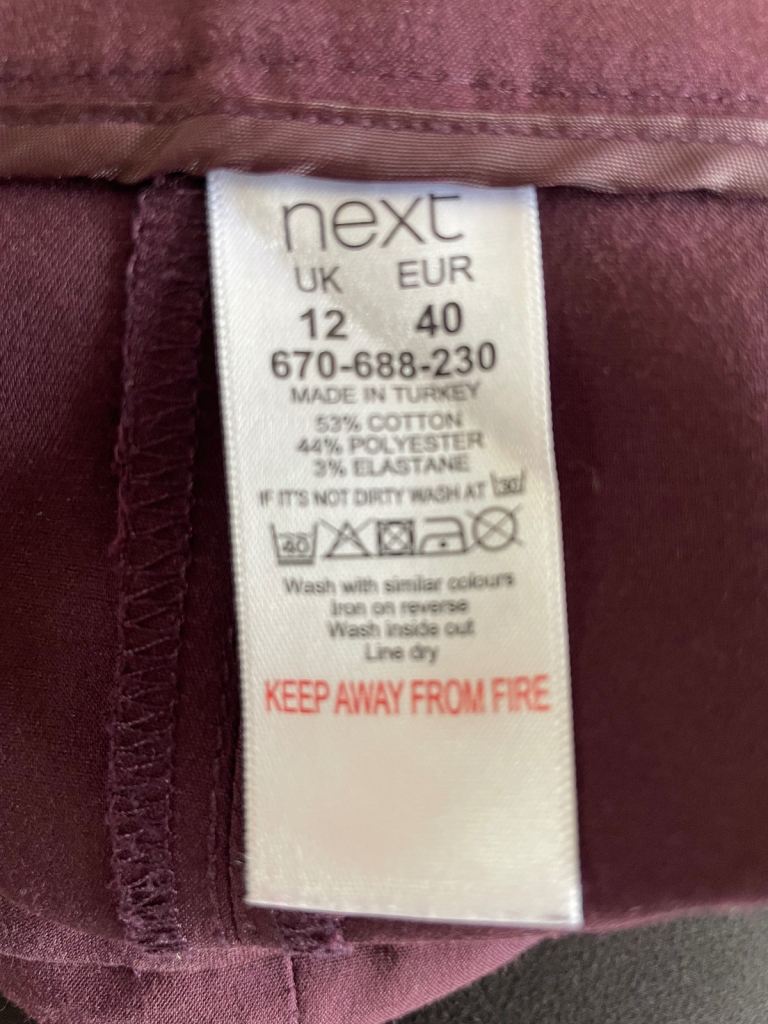 next
UK EUR
12 40
670-688-230
MADE IN TURKEY
53% COTTON
44% POLYESTER
3% ELASTANE
IF IT'S NOT DIRTY WASH AT 30
40
Wash with similar colours
Iron on reverse
Wash inside out
Line dry
KEEP AWAY FROM FIRE